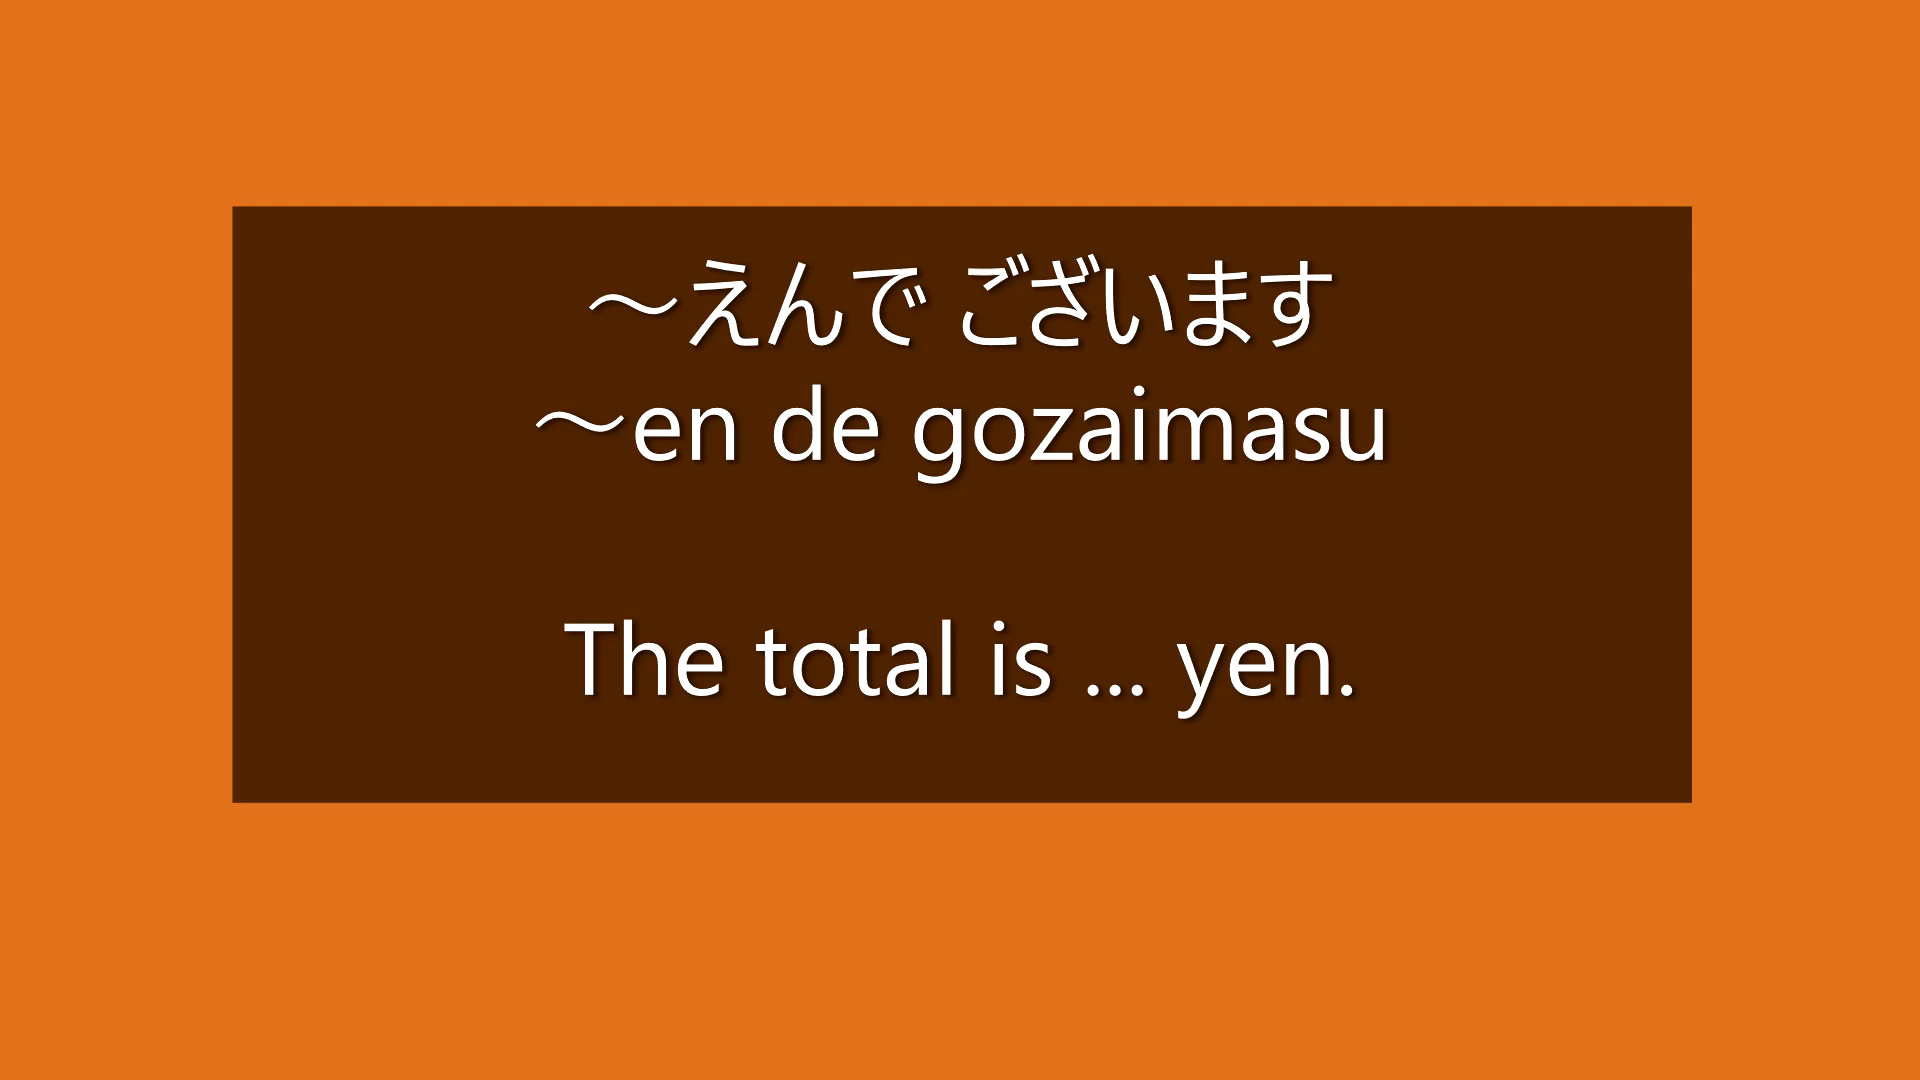 ～えんで ございます
～en de gozaimasu
The total is ... yen.